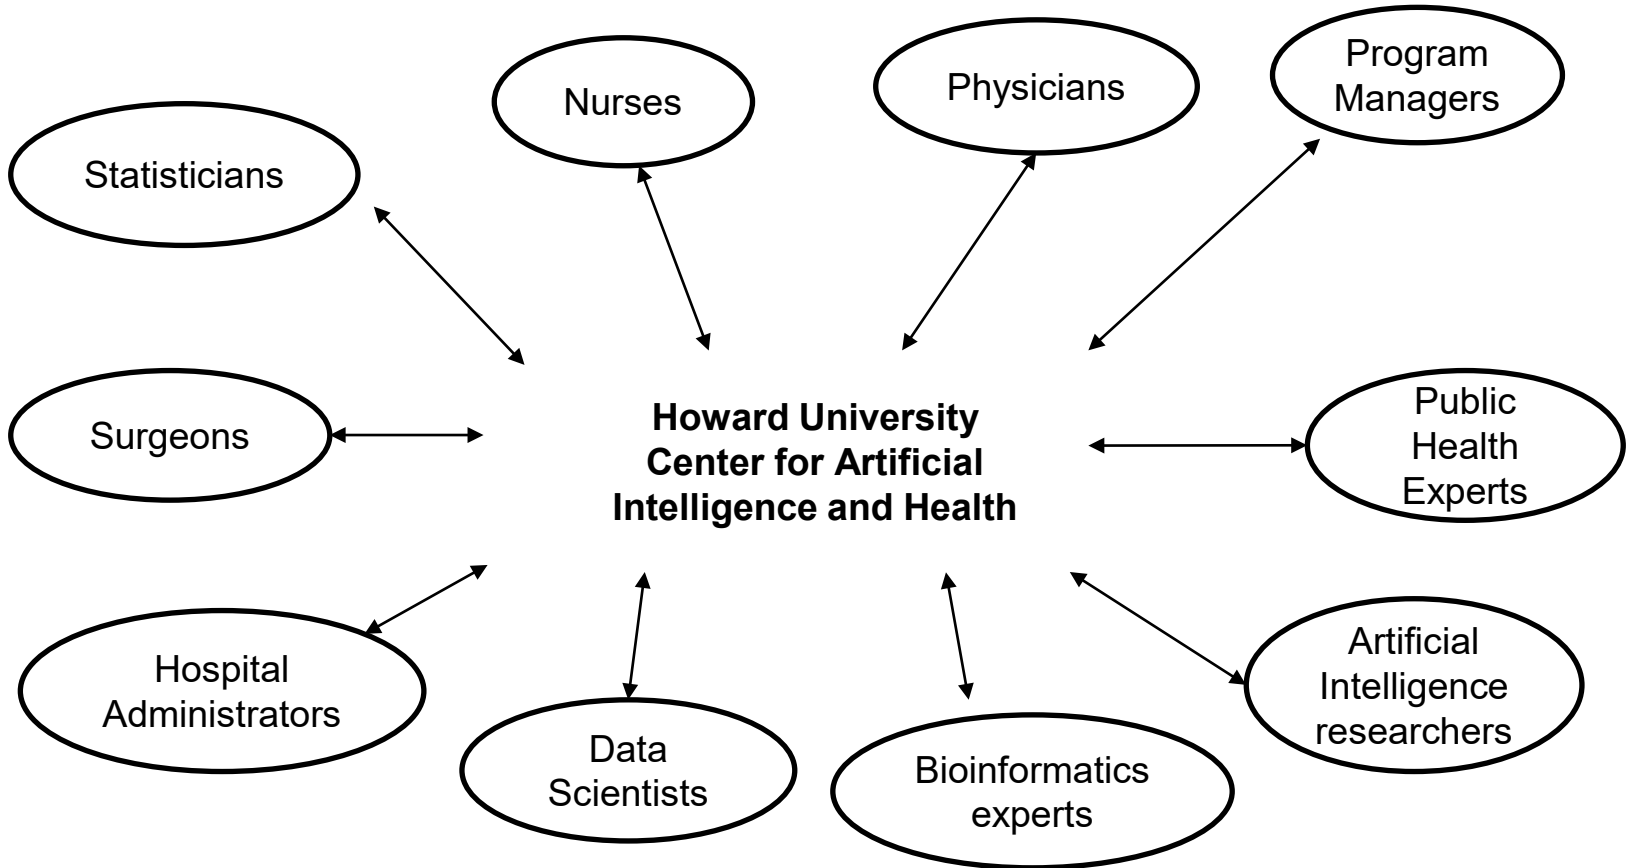 Program
Managers
Physicians
Nurses
Statisticians
Howard University
Center for Artificial
Intelligence and Health
Surgeons
Public
Health
Experts
Hospital
Administrators
Data
Scientists
Bioinformatics
experts
Artificial
Intelligence
researchers